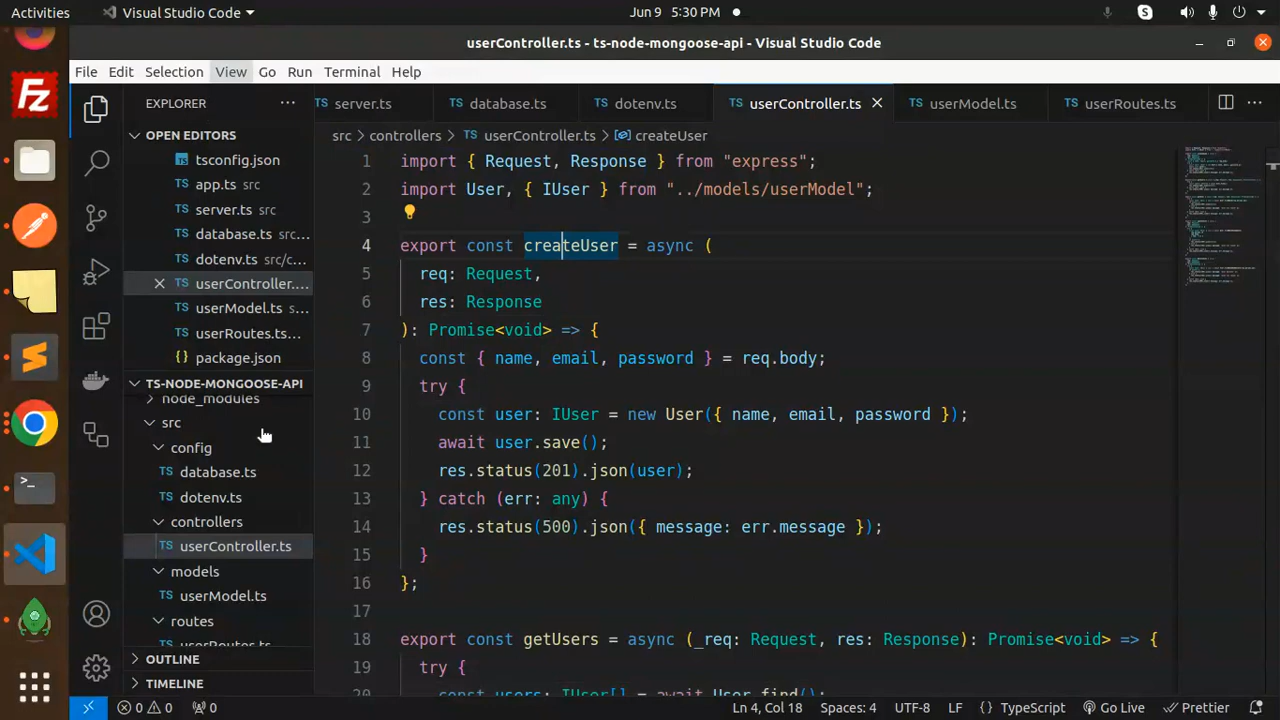 Activities
Visual Studio Code
Jun 9 5:30 PM
userController.ts - ts-node-mongoose-api - Visual Studio Code
File Edit Selection View Go Run Terminal Help
EXPLORER
server.ts
database.ts
dotenv.ts
userController.ts
userModel.ts
userRoutes.ts
OPEN EDITORS
tsconfig.json
app.ts src
server.ts src
database.ts src...
dotenv.ts src/c...
userController....
userModel.ts s...
userRoutes.ts...
package.json
TS-NODE-MONGOOSE-API
node_modules
src
config
database.ts
dotenv.ts
controllers
userController.ts
models
userModel.ts
routes
userRoutes.ts
OUTLINE
TIMELINE
src > controllers > userController.ts > createUser
1 import { Request, Response } from "express";
2 import User, { IUser } from "../models/userModel";
3
4 export const createUser = async (
5 req: Request,
6 res: Response
7 ): Promise<void> => {
8 const { name, email, password } = req.body;
9 try {
10 const user: IUser = new User({ name, email, password });
11 await user.save();
12 res.status(201).json(user);
13 } catch (err: any) {
14 res.status(500).json({ message: err.message });
15 }
16 };
17
18 export const getUsers = async (_req: Request, res: Response): Promise<void> => {
19 try {
20 const users: IUser[] = await User.find();
0 0 0
Ln 4, Col 18
Spaces: 4
UTF-8
LF
{ } TypeScript
Go Live
Prettier